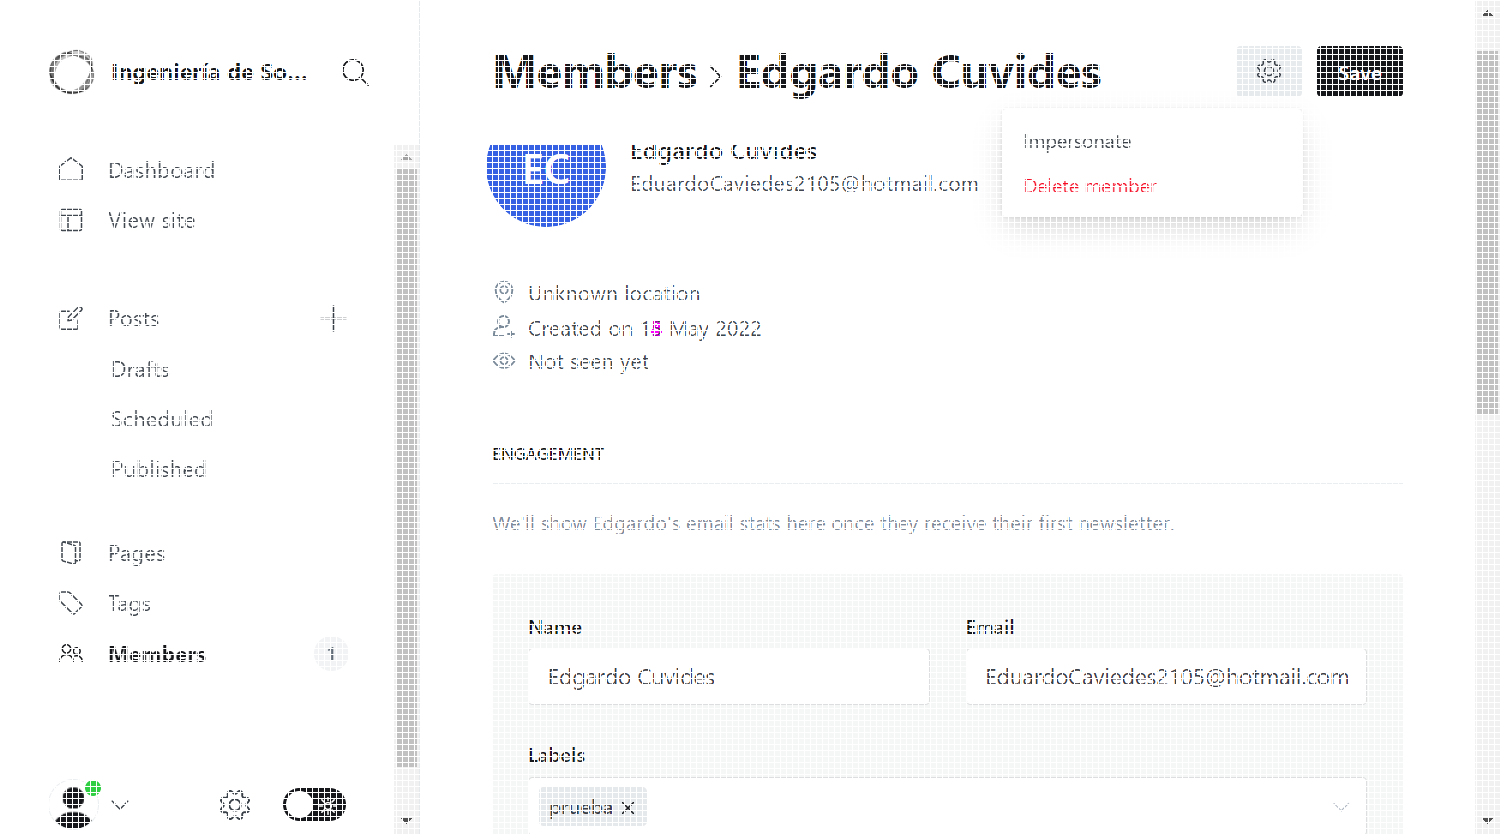 Ingeniería de So...
Dashboard
View site
Posts
Drafts
Scheduled
Published
Pages
Tags
Members 1
Members › Edgardo Cuvides
Save
Impersonate
Delete member
EC
Edgardo Cuvides
EduardoCaviedes2105@hotmail.com
Unknown location
Created on May 2022
Not seen yet
ENGAGEMENT
We'll show Edgardo's email stats here once they receive their first newsletter.
Name
Email
Edgardo Cuvides
EduardoCaviedes2105@hotmail.com
Labels
prueba ×